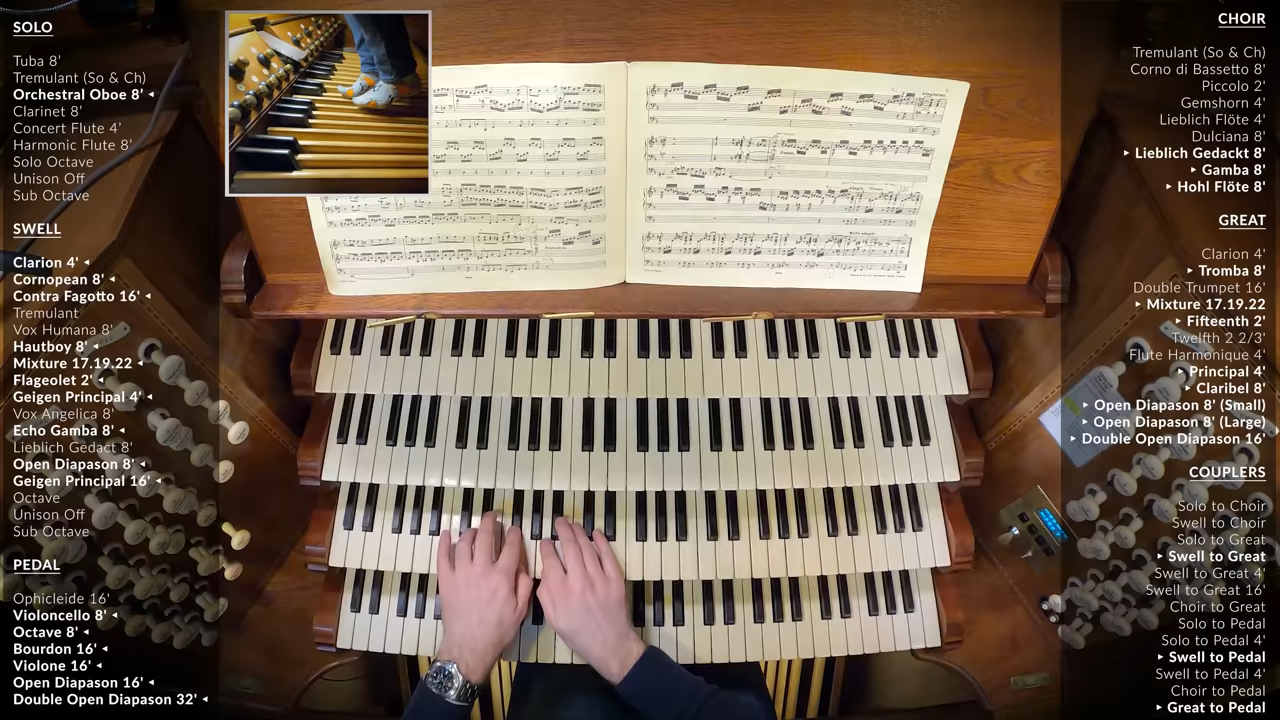 SOLO
Tuba 8'
Tremulant (So & Ch)
Orchestral Oboe 8'
Clarinet 8'
Concert Flute 4'
Harmonic Flute 8'
Solo Octave
Unison Off
Sub Octave
SWELL
Clarion 4'
Cornopean 8'
Contra Fagotto 16'
Tremulant
Vox Humana 8'
Hautboy 8'
Mixture 17.19.22
Flageolet 2'
Geigen Principal 4'
Vox Angelica 8'
Echo Gamba 8'
Lieblich Gedact 8'
Open Diapason 8'
Geigen Principal 16'
Octave
Unison Off
Sub Octave
PEDAL
Ophicleide 16'
Violoncello 8'
Octave 8'
Bourdon 16'
Violone 16'
Open Diapason 16'
Double Open Diapason 32'
CHOIR
Tremulant (So & Ch)
Corno di Bassetto 8'
Piccolo 2'
Gemshorn 4'
Lieblich Flöte 4'
Dulciana 8'
Lieblich Gedackt 8'
Gamba 8'
Hohl Flöte 8'
GREAT
Clarion 4'
Tromba 8'
Double Trumpet 16'
Mixture 17.19.22
Fifteenth 2'
Twelfth 2 2/3'
Flute Harmonique 4'
Principal 4'
Claribel 8'
Open Diapason 8' (Small)
Open Diapason 8' (Large)
Double Open Diapason 16'
COUPLERS
Solo to Choir
Swell to Choir
Solo to Great
Swell to Great
Swell to Great 4'
Swell to Great 16'
Choir to Great
Solo to Pedal
Solo to Pedal 4'
Swell to Pedal
Swell to Pedal 4'
Choir to Pedal
Great to Pedal